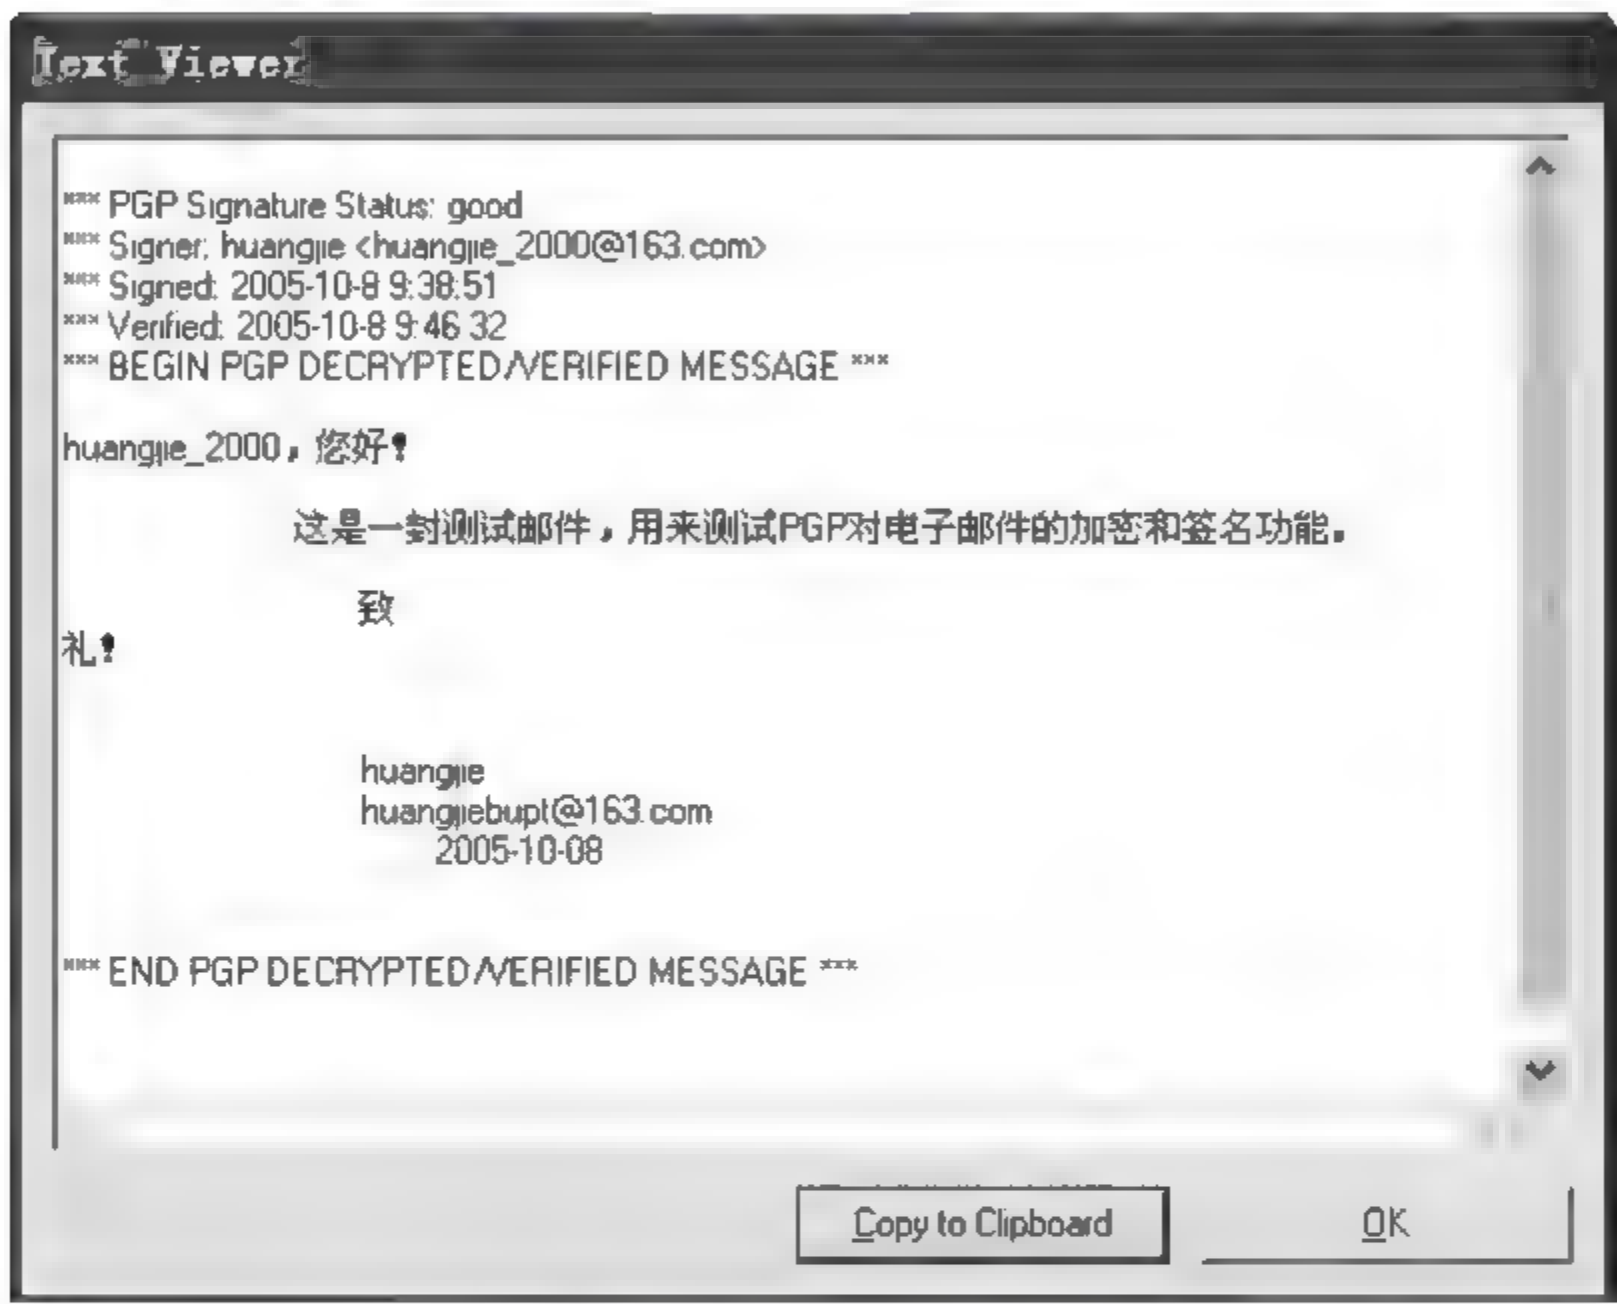 Text Viewer
*** PGP Signature Status: good
*** Signer: huangjie <huangjie_2000@163.com>
*** Signed: 2005-10-8 9:38:51
*** Verified: 2005-10-8 9:46:32
*** BEGIN PGP DECRYPTED/VERIFIED MESSAGE ***
huangjie_2000，您好！
这是一封测试邮件，用来测试PGP对电子邮件的加密和签名功能。
致
礼！
huangjie
huangjiebupt@163.com
2005-10-08
*** END PGP DECRYPTED/VERIFIED MESSAGE ***
Copy to Clipboard
OK